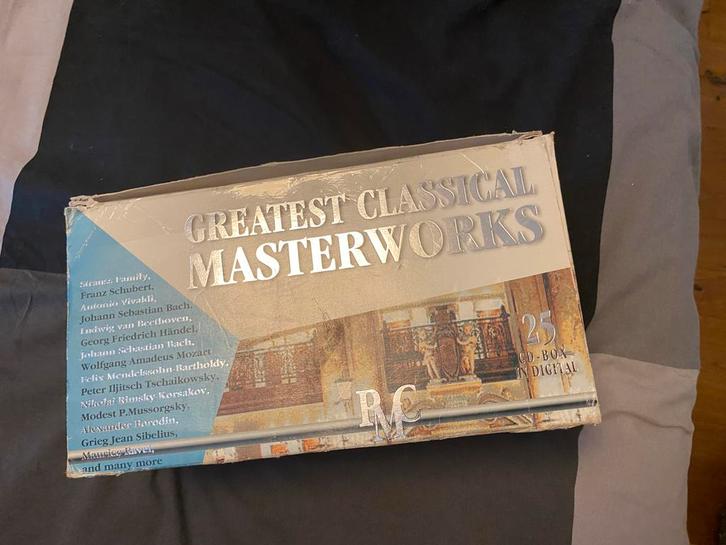 GREATEST CLASSICAL
MASTERWORKS
Strauss Family,
Franz Schubert,
Antonio Vivaldi,
Johann Sebastian Bach,
Ludwig van Beethoven,
Georg Friedrich Händel,
Johann Sebastian Bach,
Wolfgang Amadeus Mozart
Felix Mendelssohn-Bartholdy,
Peter Iljitsch Tschaikowsky,
Nikolai Rimsky-Korsakov,
Modest P.Mussorgsky,
Alexander Borodin,
Grieg Jean Sibelius,
Maurice Ravel,
and many more
25
CD-BOX
IN DIGITAL
RMC